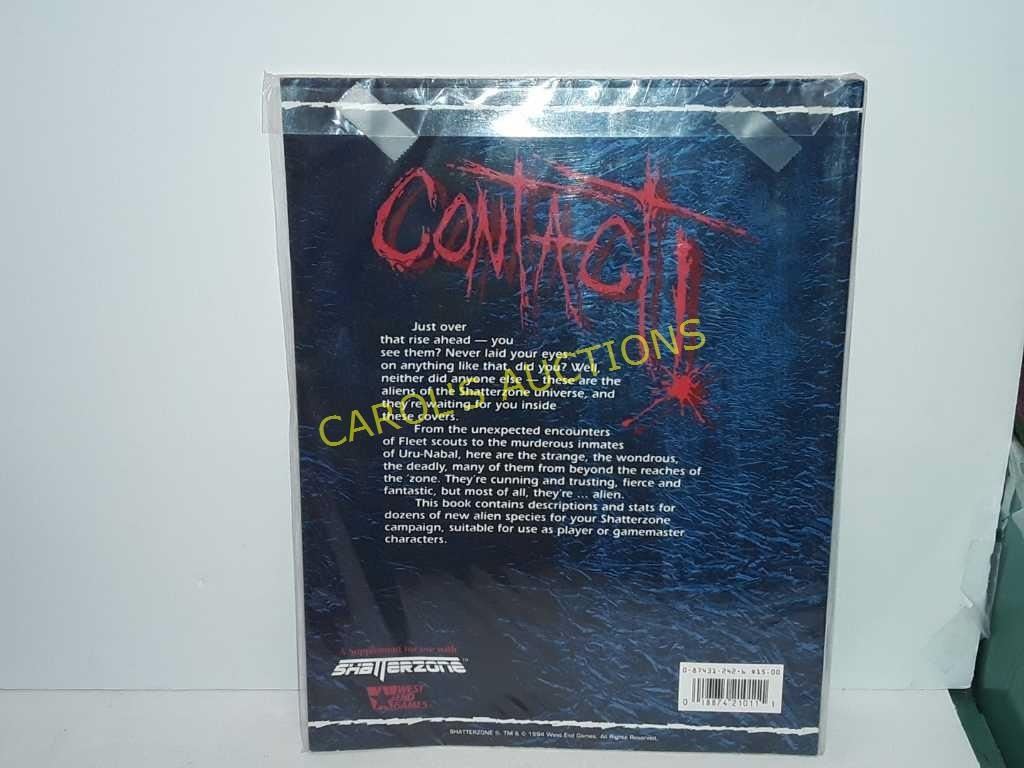 CONTACT!
Just over
that rise ahead — you
see them? Never laid your eyes
on anything like that, did you? Well,
neither did anyone else — these are the
aliens of the Shatterzone universe, and
they're waiting for you inside
these covers.
From the unexpected encounters
of Fleet scouts to the murderous inmates
of Uru-Nabal, here are the strange, the wondrous,
the deadly, many of them from beyond the reaches of
the 'zone. They're cunning and trusting, fierce and
fantastic, but most of all, they're ... alien.
This book contains descriptions and stats for
dozens of new alien species for your Shatterzone
campaign, suitable for use as player or gamemaster
characters.
CAROL'S AUCTIONS
A Supplement for use with
SHATTERZONE™
WEST
END
GAMES
0-87431-242-6 $15.00
0 18874 21011 1
SHATTERZONE ®, TM & © 1994 West End Games. All Rights Reserved.